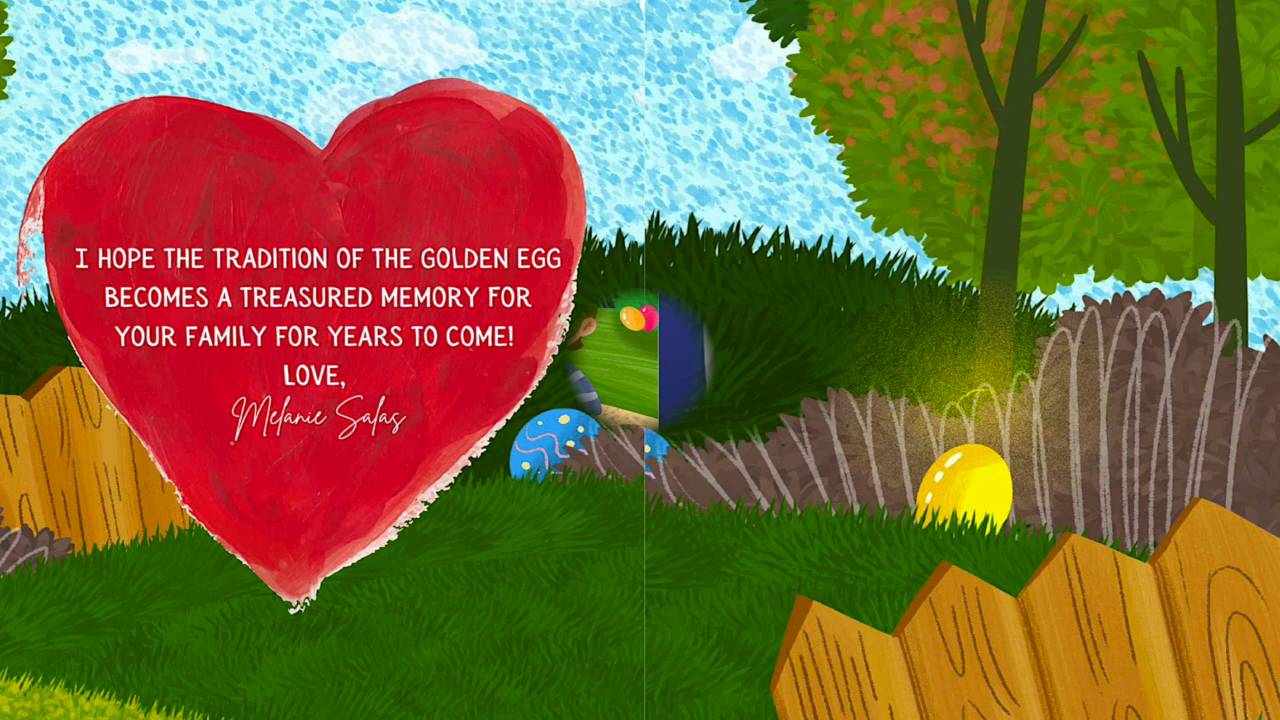 I HOPE THE TRADITION OF THE GOLDEN EGG
BECOMES A TREASURED MEMORY FOR
YOUR FAMILY FOR YEARS TO COME!
LOVE,
Melanie Salas